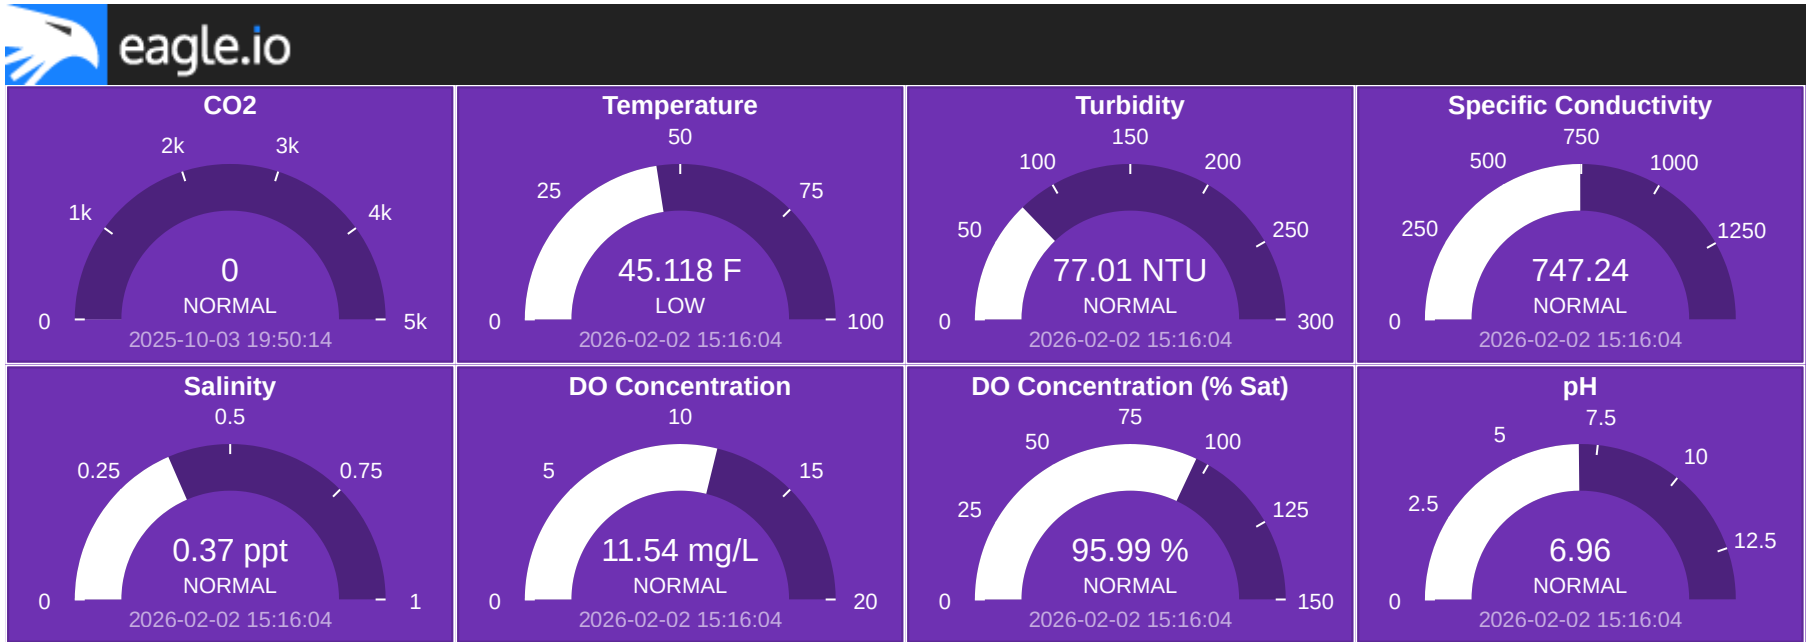 eagle.io
CO2
2k
3k
1k
4k
0
NORMAL
0
5k
2025-10-03 19:50:14
Temperature
50
25
75
45.118 F
LOW
0
100
2026-02-02 15:16:04
Turbidity
150
100
200
50
250
77.01 NTU
NORMAL
0
300
2026-02-02 15:16:04
Specific Conductivity
750
500
1000
250
1250
747.24
NORMAL
0
2026-02-02 15:16:04
Salinity
0.5
0.25
0.75
0.37 ppt
NORMAL
0
1
2026-02-02 15:16:04
DO Concentration
10
5
15
11.54 mg/L
NORMAL
0
20
2026-02-02 15:16:04
DO Concentration (% Sat)
75
50
100
25
125
95.99 %
NORMAL
0
150
2026-02-02 15:16:04
pH
7.5
5
10
2.5
12.5
6.96
NORMAL
0
2026-02-02 15:16:04